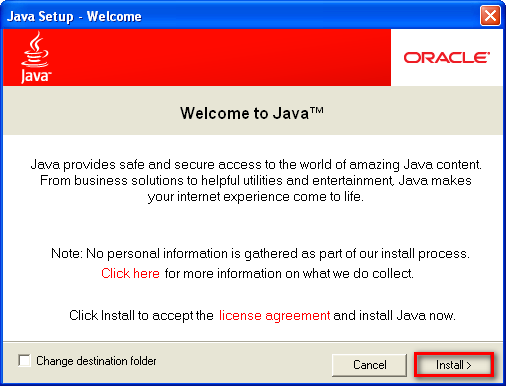 Java Setup - Welcome
Java™
ORACLE®
Welcome to Java™
Java provides safe and secure access to the world of amazing Java content.
From business solutions to helpful utilities and entertainment, Java makes
your internet experience come to life.
Note: No personal information is gathered as part of our install process.
Click here for more information on what we do collect.
Click Install to accept the license agreement and install Java now.
Change destination folder
Cancel
Install >